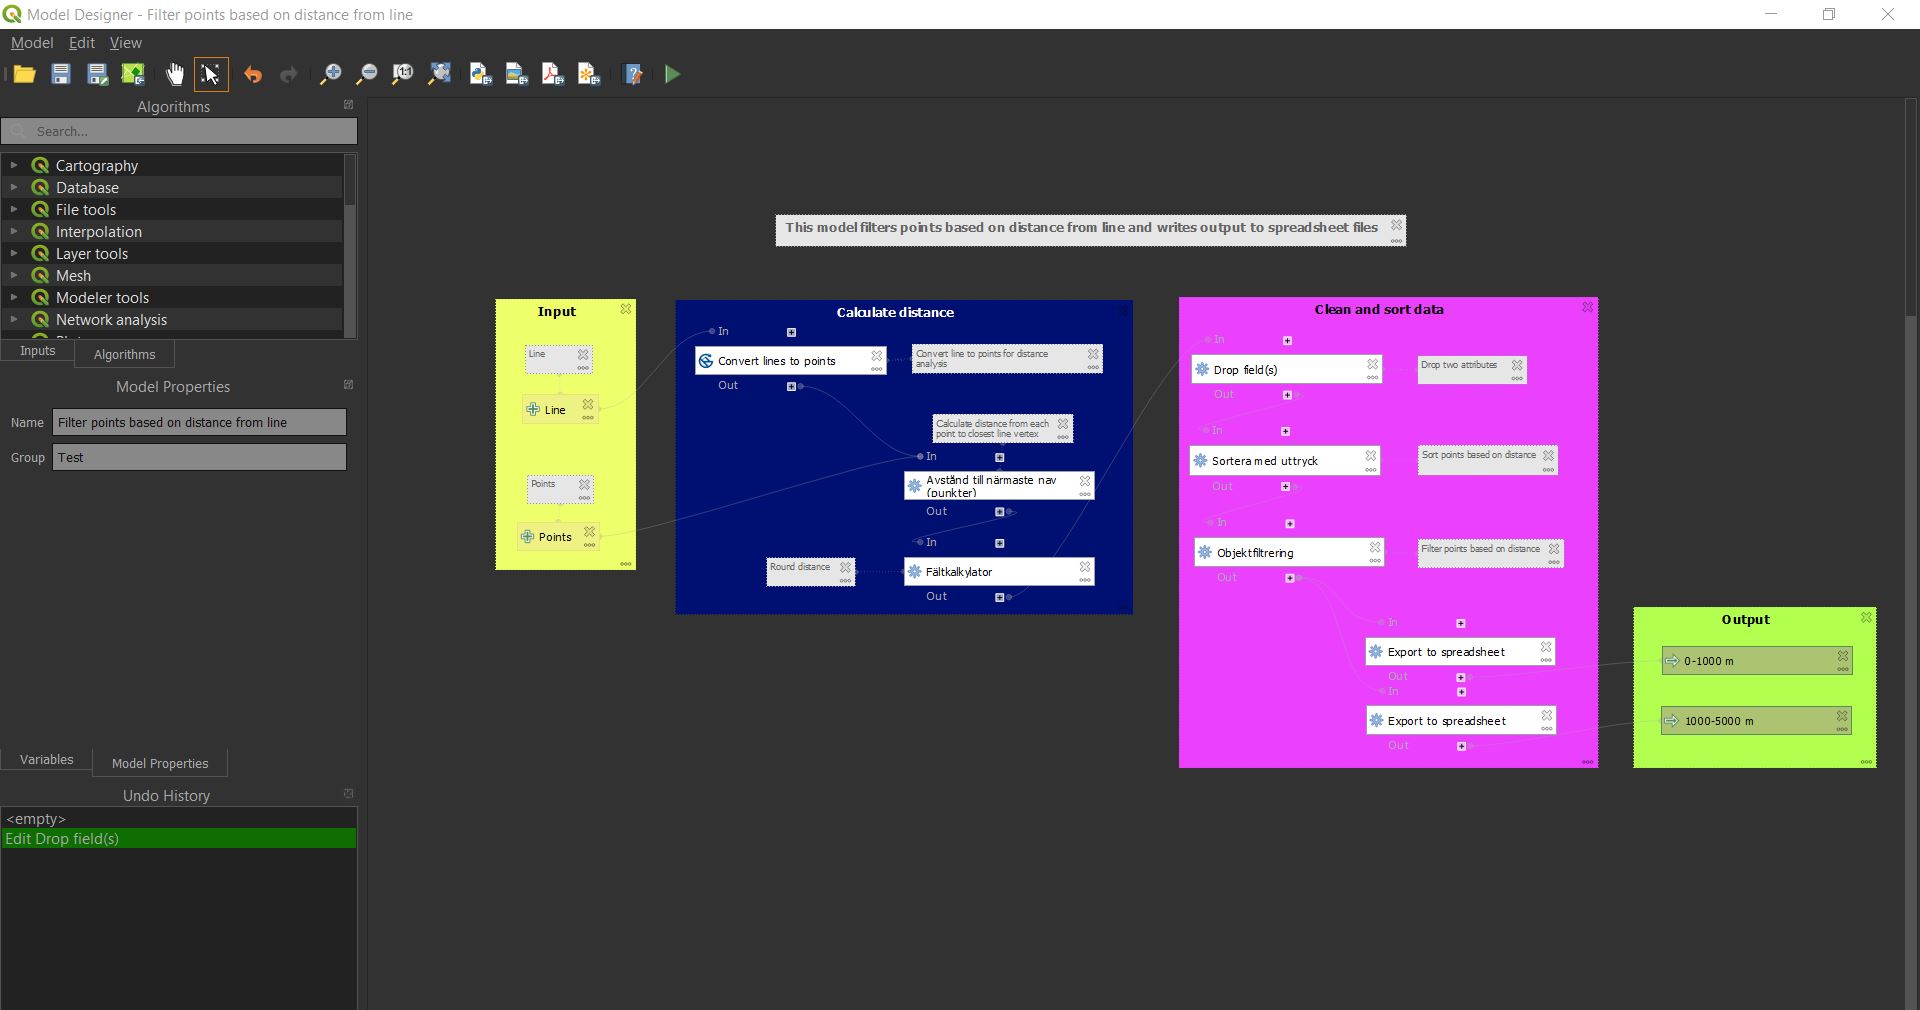 Model Designer - Filter points based on distance from line
Model Edit View
Algorithms
Search...
Cartography
Database
File tools
Interpolation
Layer tools
Mesh
Modeler tools
Network analysis
Inputs
Algorithms
Model Properties
Name Filter points based on distance from line
Group Test
Variables
Model Properties
Undo History
<empty>
Edit Drop field(s)
This model filters points based on distance from line and writes output to spreadsheet files
Input
Line
Line
Points
Points
Calculate distance
In
Convert lines to points
Out
Convert line to points for distance
analysis
Calculate distance from each
point to closest line vertex
In
Avstånd till närmaste nav
(punkter)
Out
In
Round distance
Fältkalkylator
Out
Clean and sort data
In
Drop field(s)
Drop two attributes
Out
In
Sortera med uttryck
Sort points based on distance
Out
In
Objektfiltrering
Filter points based on distance
Out
In
Export to spreadsheet
Out
In
Export to spreadsheet
Out
Output
0-1000 m
1000-5000 m